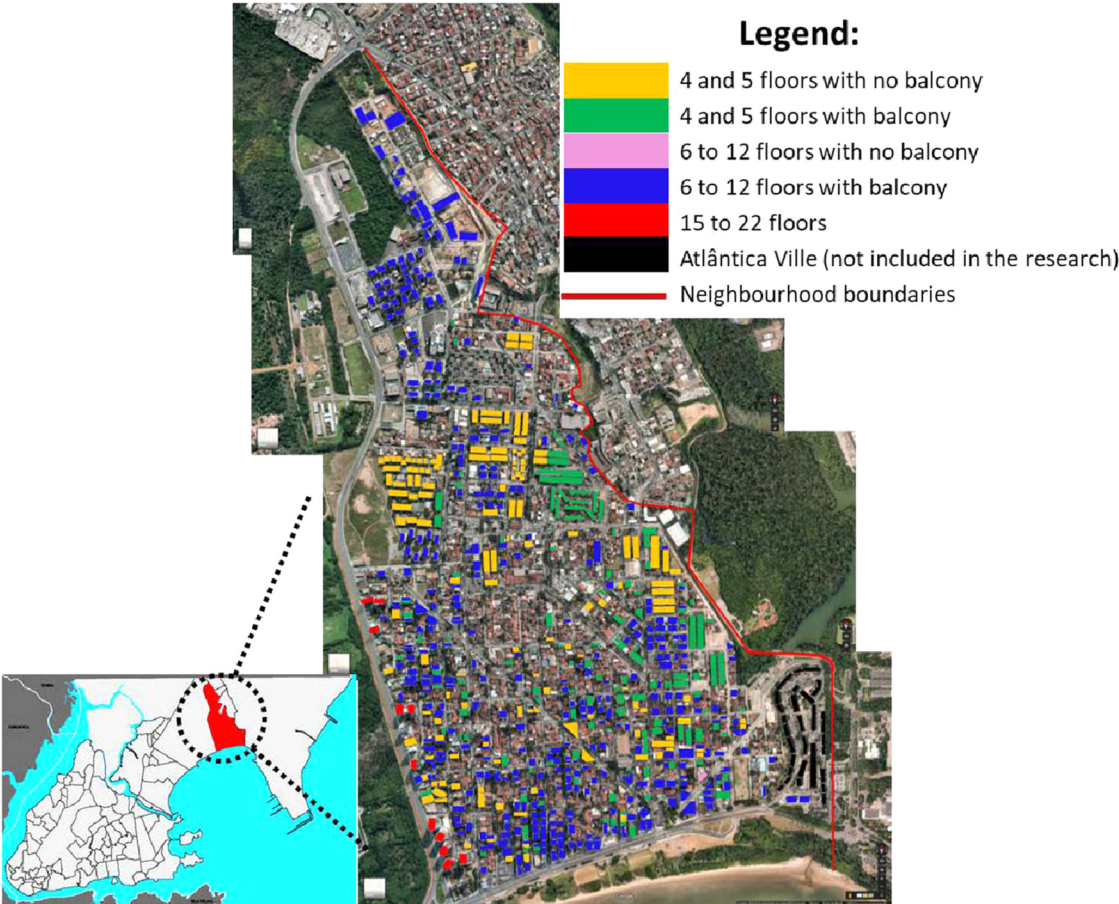 Legend:
4 and 5 floors with no balcony
4 and 5 floors with balcony
6 to 12 floors with no balcony
6 to 12 floors with balcony
15 to 22 floors
Atlântica Ville (not included in the research)
Neighbourhood boundaries